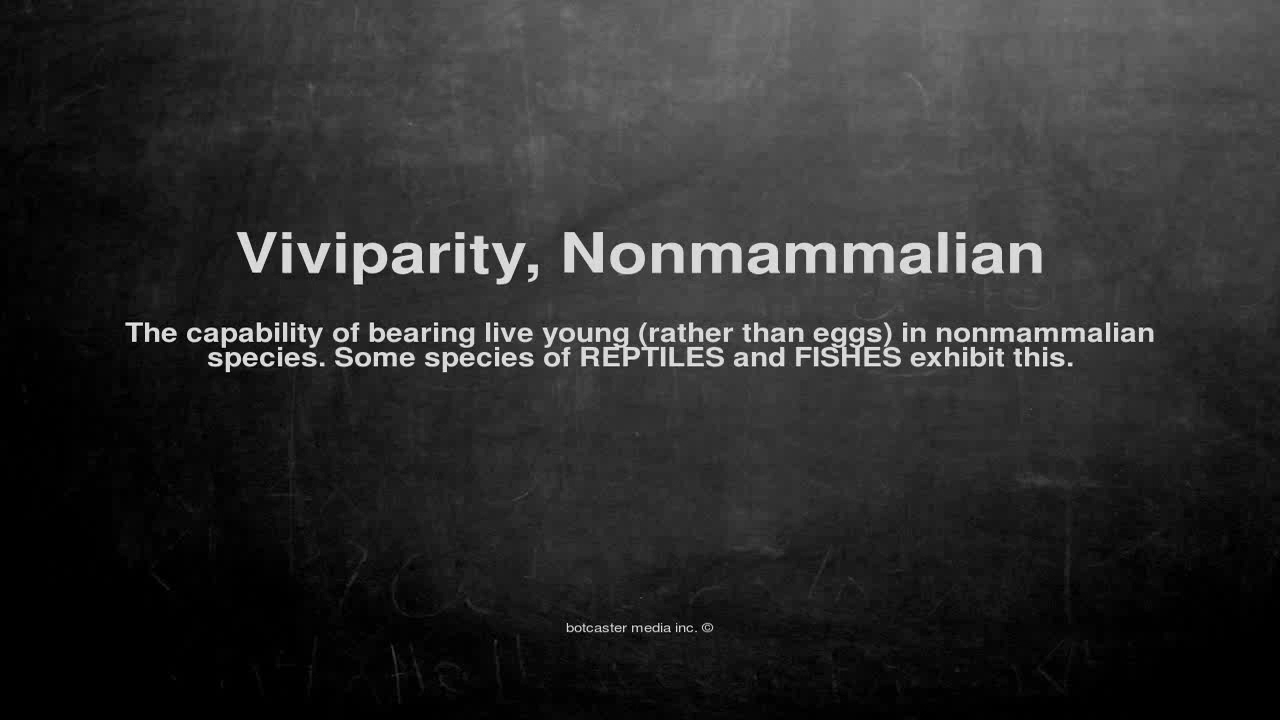 Viviparity, Nonmammalian
The capability of bearing live young (rather than eggs) in nonmammalian
species. Some species of REPTILES and FISHES exhibit this.
botcaster media inc. ©